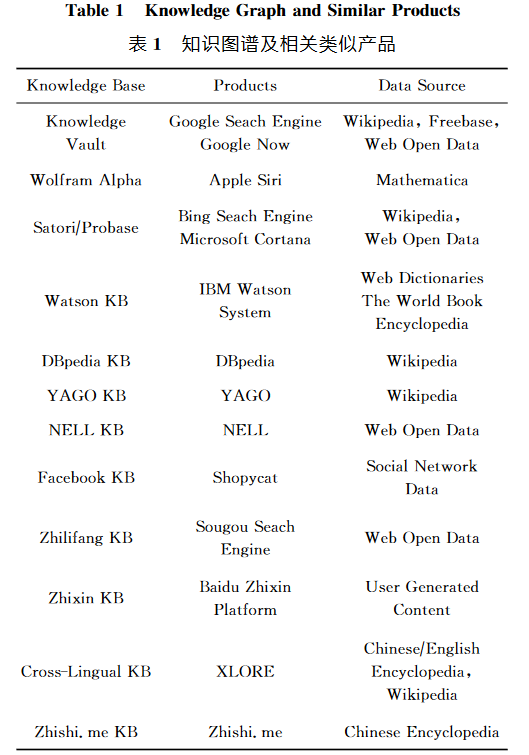 Table 1 Knowledge Graph and Similar Products
表 1 知识图谱及相关类似产品
Knowledge Base Products Data Source
Knowledge Vault Google Seach Engine Google Now Wikipedia, Freebase, Web Open Data
Wolfram Alpha Apple Siri Mathematica
Satori/Probase Bing Seach Engine Microsoft Cortana Wikipedia, Web Open Data
Watson KB IBM Watson System Web Dictionaries The World Book Encyclopedia
DBpedia KB DBpedia Wikipedia
YAGO KB YAGO Wikipedia
NELL KB NELL Web Open Data
Facebook KB Shopycat Social Network Data
Zhilifang KB Sougou Seach Engine Web Open Data
Zhixin KB Baidu Zhixin Platform User Generated Content
Cross-Lingual KB XLORE Chinese/English Encyclopedia, Wikipedia
Zhishi.me KB Zhishi.me Chinese Encyclopedia